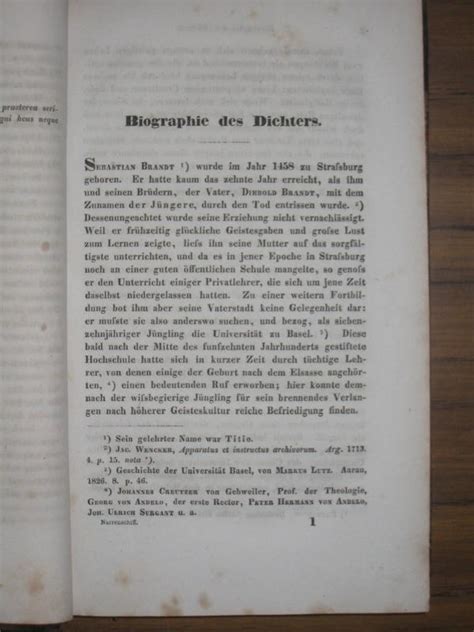 praeterea scri-
qui heus neque
Biographie des Dichters.
SEBASTIAN BRANDT ¹) wurde im Jahr 1458 zu Strafsburg
geboren. Er hatte kaum das zehnte Jahr erreicht, als ihm
und seinen Brüdern, der Vater, DIEBOLD BRANDT, mit dem
Zunamen der Jüngere, durch den Tod entrissen wurde. ²)
Dessenungeachtet wurde seine Erziehung nicht vernachlässigt.
Weil er frühzeitig glückliche Geistesgaben und grofse Lust
zum Lernen zeigte, liefs ihn seine Mutter auf das sorgfäl-
tigste unterrichten, und da es in jener Epoche in Strafsburg
noch an einer guten öffentlichen Schule mangelte, so genofs
er den Unterricht einiger Privatlehrer, die sich um jene Zeit
daselbst niedergelassen hatten. Zu einer weitern Fortbil-
dung bot ihm aber seine Vaterstadt keine Gelegenheit dar:
er mufste sie also anderswo suchen, und bezog, als sieben-
zehnjähriger Jüngling die Universität zu Basel. ³) Diese
bald nach der Mitte des funfzehnten Jahrhunderts gestiftete
Hochschule hatte sich in kurzer Zeit durch tüchtige Leh-
rer, von denen einige der Geburt nach dem Elsasse angehör-
ten, ⁴) einen bedeutenden Ruf erworben; hier konnte dem-
nach der wifsbegierige Jüngling für sein brennendes Verlan-
gen nach höherer Geisteskultur reiche Befriedigung finden.
¹) Sein gelehrter Name war Titio.
²) JAC. WENCKER, Apparatus et instructus archivorum. Arg. 1713.
4. p. 15. nota ¹).
³) Geschichte der Universität Basel, von MARKUS LUTZ. Aarau,
1826. 8. p. 46.
⁴) JOHANNES CREUTZER von Gebweiler, Prof. der Theologie,
GEORG VON ANDELO, der erste Rector, PETER HERMANN VON ANDELO,
JOH. ULRICH SURGANT u. a.
Narrenschiff. 1